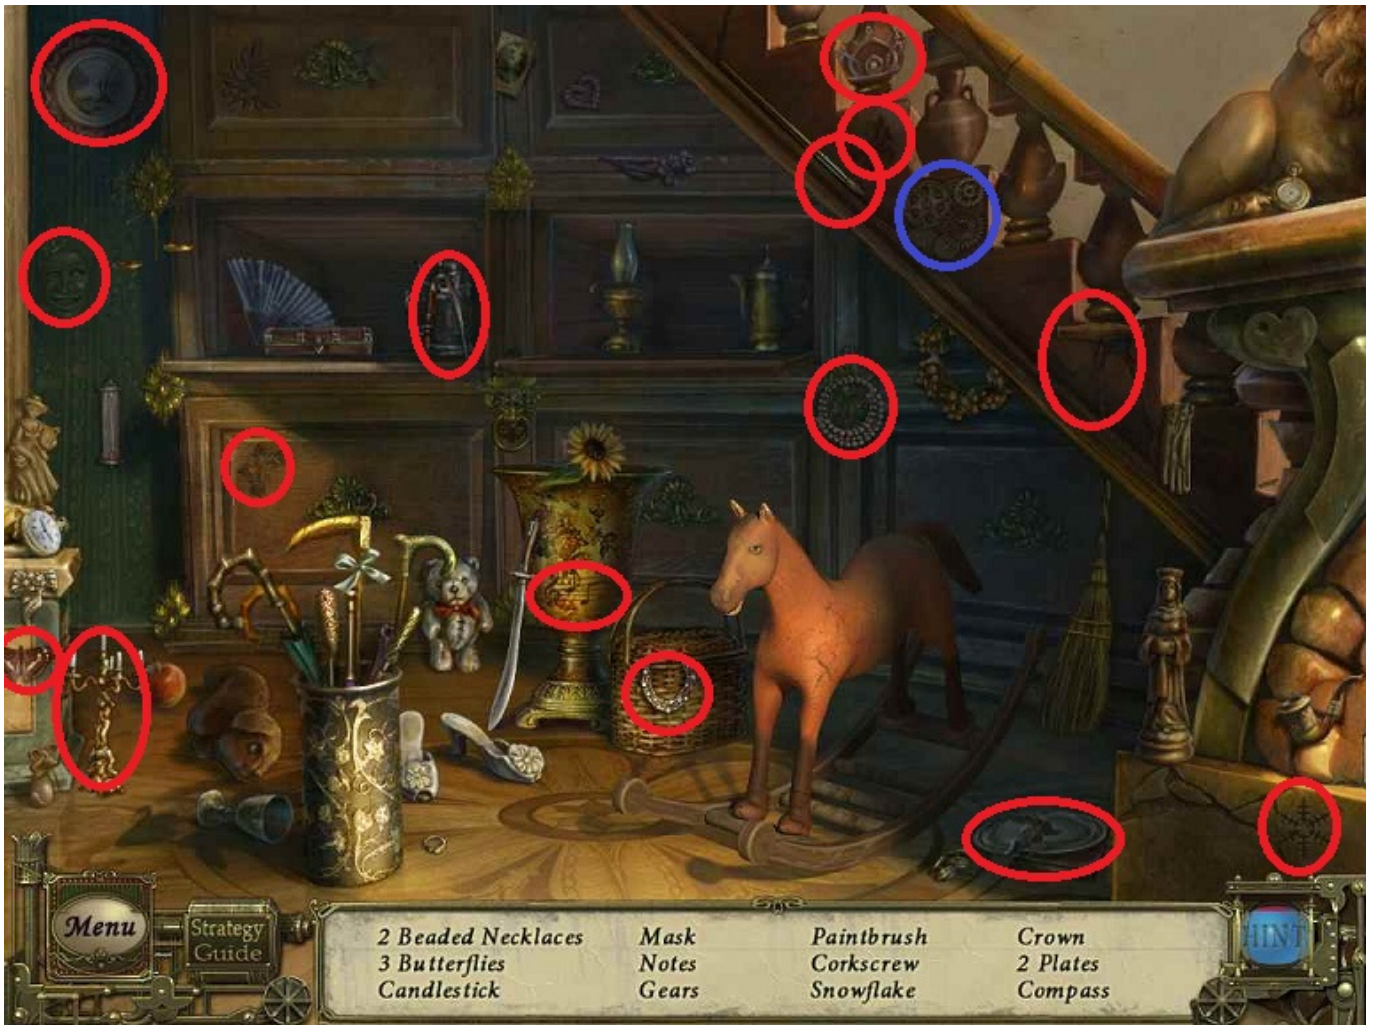 Menu
Strategy
Guide
2 Beaded Necklaces Mask Paintbrush Crown
3 Butterflies Notes Corkscrew 2 Plates
Candlestick Gears Snowflake Compass
HINT